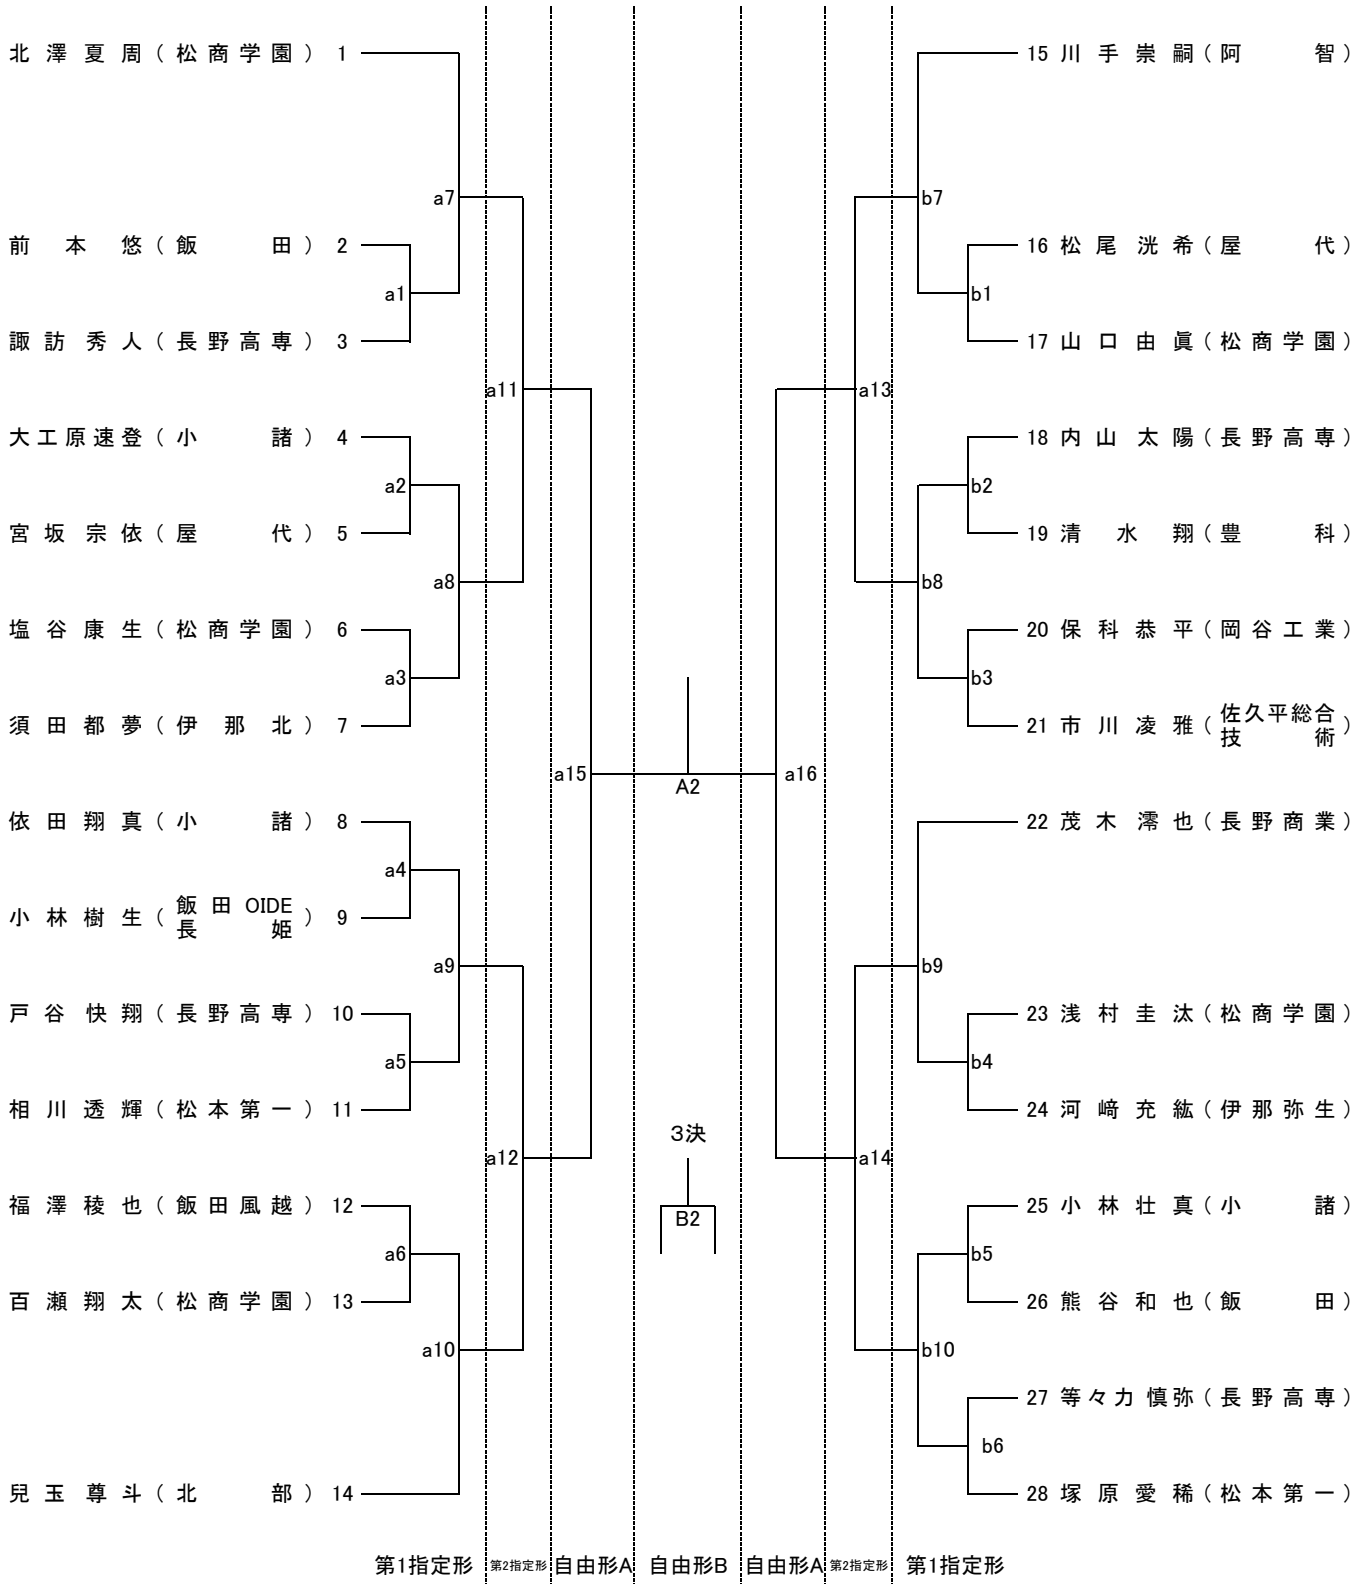 北澤夏周（松商学園）1
a7
前本悠（飯田）2
a1
諏訪秀人（長野高専）3
a11
大工原速登（小諸）4
a2
宮坂宗依（屋代）5
a8
塩谷康生（松商学園）6
a3
須田都夢（伊那北）7
a15
依田翔真（小諸）8
a4
小林樹生（飯田OIDE長姫）9
a9
戸谷快翔（長野高専）10
a5
相川透輝（松本第一）11
a12
福澤稜也（飯田風越）12
a6
百瀬翔太（松商学園）13
a10
兒玉尊斗（北部）14
A2
3決
B2
15 川手崇嗣（阿智）
b7
16 松尾洸希（屋代）
b1
17 山口由眞（松商学園）
a13
18 内山太陽（長野高専）
b2
19 清水翔（豊科）
b8
20 保科恭平（岡谷工業）
b3
21 市川凌雅（佐久平総合技術）
a16
22 茂木澪也（長野商業）
b9
23 浅村圭汰（松商学園）
b4
24 河﨑充紘（伊那弥生）
a14
25 小林壮真（小諸）
b5
26 熊谷和也（飯田）
b10
27 等々力慎弥（長野高専）
b6
28 塚原愛稀（松本第一）
第1指定形 第2指定形 自由形A 自由形B 自由形A 第2指定形 第1指定形